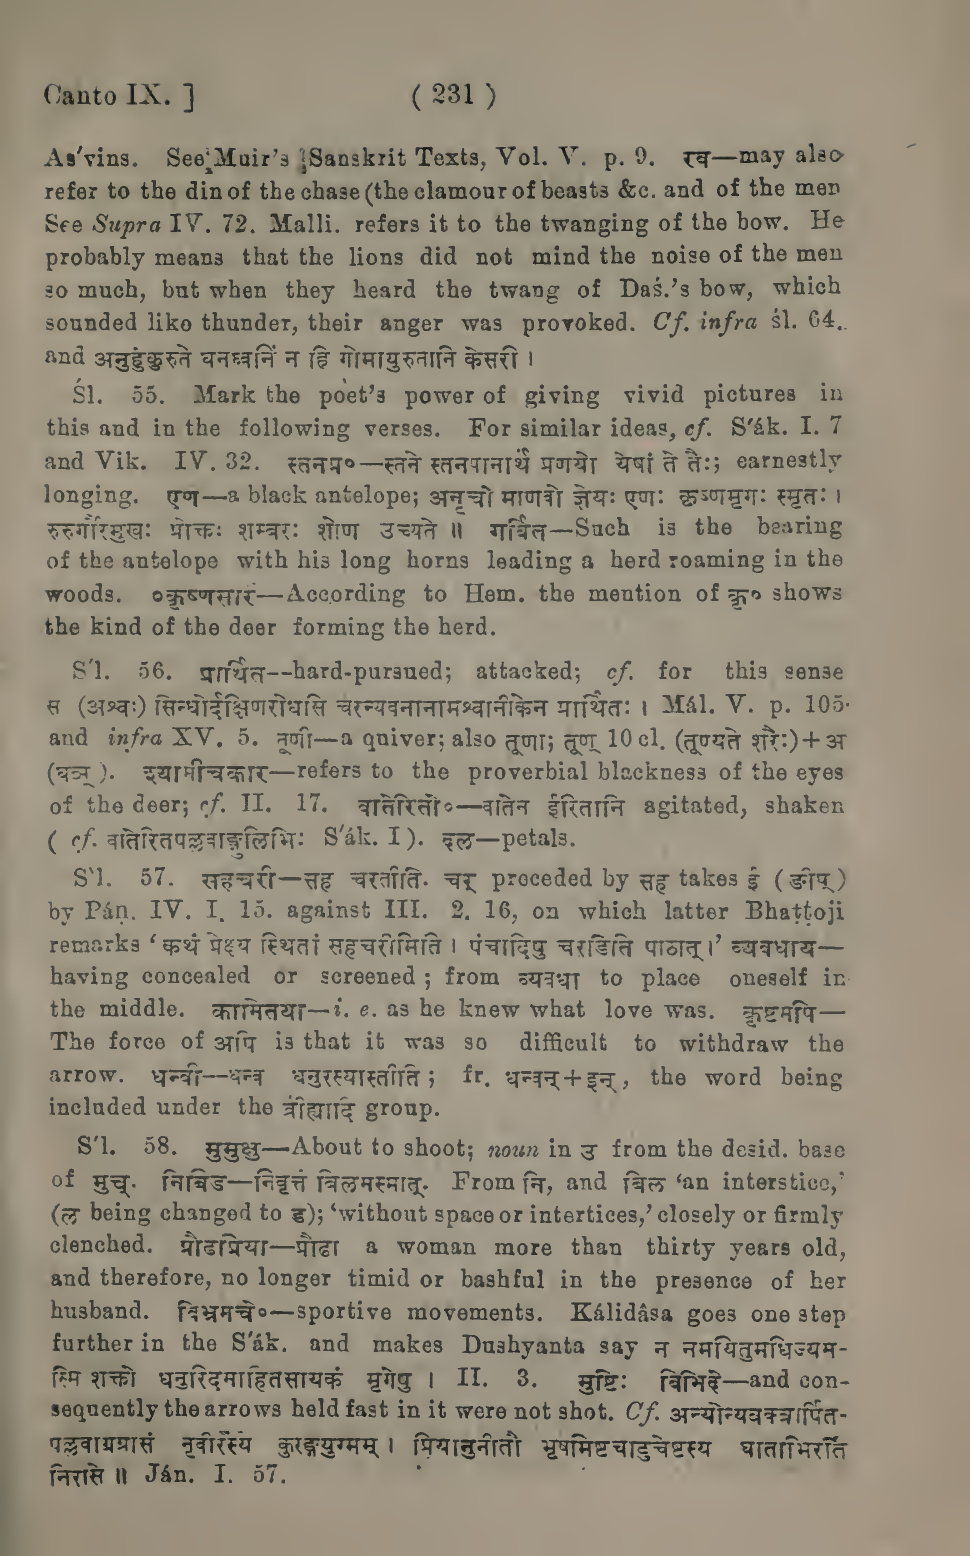 Canto IX. ] ( 231 )
As'vins. See Muir's Sanskrit Texts, Vol. V. p. 9. रव—may also
refer to the din of the chase (the clamour of beasts &c. and of the men
See Supra IV. 72. Malli. refers it to the twanging of the bow. He
probably means that the lions did not mind the noise of the men
so much, but when they heard the twang of Daś.'s bow, which
sounded like thunder, their anger was provoked. Cf. infra śl. 64.
and अनुहुंकुरुते घनध्वनिं न हि गोमायुरुतानि केसरी ।
Śl. 55. Mark the poet's power of giving vivid pictures in
this and in the following verses. For similar ideas, cf. S'ák. I. 7
and Vik. IV. 32. स्तनप्र०—स्तने स्तनपानार्थे प्रणयो येषां ते तैः; earnestly
longing. एण—a black antelope; अनृचो माणवो ज्ञेयः एणः कृष्णमृगः स्मृतः ।
रुरुर्गौरमुखः प्रोक्तः शम्बरः शोण उच्यते ॥ गर्वित—Such is the bearing
of the antelope with his long horns leading a herd roaming in the
woods. ०कृष्णसारं—According to Hem. the mention of कृ० shows
the kind of the deer forming the herd.
S'l. 56. प्रार्थित--hard-pursued; attacked; cf. for this sense
स (अश्वः) सिन्धोर्दक्षिणरोधसि चरन्यवनानामश्वानीकेन प्रार्थितः । Mál. V. p. 105
and infra XV. 5. तूणी—a quiver; also तूणा; तूण् 10 cl. (तूण्यते शरैः)+अ
(घञ्). श्यामीचकार—refers to the proverbial blackness of the eyes
of the deer; cf. II. 17. वातेरितो०—वातेन ईरितानि agitated, shaken
( cf. वातेरितपल्लवाङ्गुलिभिः S'ák. I ). दल—petals.
S'l. 57. सहचरी—सह चरतीति. चर् preceded by सह takes ई (ङीप्)
by Páṇ. IV. I. 15. against III. 2. 16, on which latter Bhaṭṭoji
remarks ‘कथं प्रेक्ष्य स्थितां सहचरीमिति । पंचादिषु चरडिति पाठात् ।’ व्यवधाय—
having concealed or screened; from व्यवधा to place oneself in
the middle. कामितया—i. e. as he knew what love was. कृष्टमपि—
The force of अपि is that it was so difficult to withdraw the
arrow. धन्वी—धन्व धनुरस्यास्तीति; fr. धन्वन्+इन्, the word being
included under the व्रीह्यादि group.
S'l. 58. मुमुक्षु—About to shoot; noun in उ from the desid. base
of मुच्. निबिड—निवृत्तं बिलमस्मात्. From नि, and बिल ‘an interstice,’
(ल being changed to ड); ‘without space or intertices,’ closely or firmly
clenched. प्रौढप्रिया—प्रौढा a woman more than thirty years old,
and therefore, no longer timid or bashful in the presence of her
husband. विभ्रमचे०—sportive movements. Kálidâsa goes one step
further in the S'ák. and makes Dushyanta say न नमयितुमधिज्यम-
स्मि शक्तो धनुरिदमाहितसायकं मृगेषु । II. 3. मुष्टिः बिभिदे—and con-
sequently the arrows held fast in it were not shot. Cf. अन्योन्यवक्त्रार्पित-
पल्लवाग्रग्रासं नृवीरस्य कुरङ्गयुग्मम् । प्रियानुनीतौ भृषमिष्टचाटुचेष्टस्य घाताभिरतिं
निरासे ॥ Ján. I. 57.